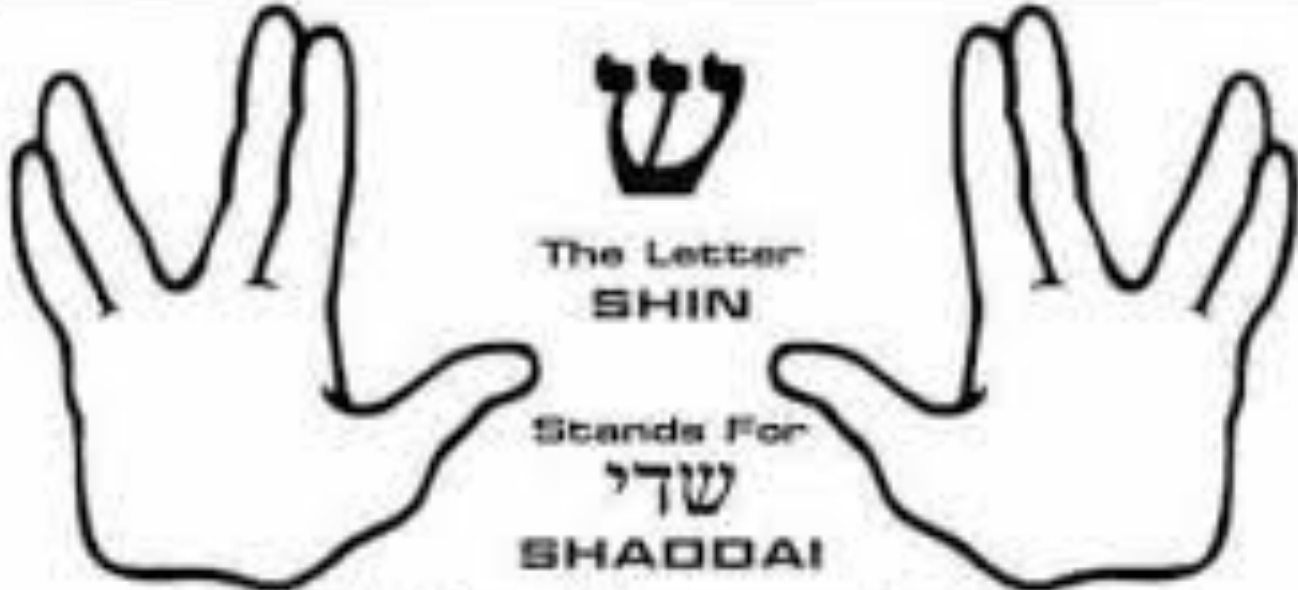 ש
The Letter
SHIN
Stands For
שדי
SHADDAI